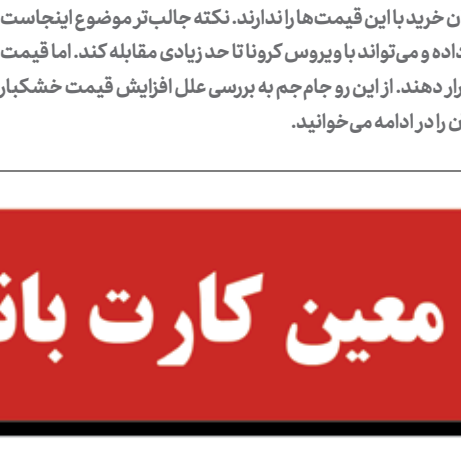 ن خرید با این قیمت‌ها را ندارند. نکته جالب‌تر موضوع اینجاست
داده و می‌تواند با ویروس کرونا تا حد زیادی مقابله کند. اما قیمت
رار دهند. از این رو جام‌جم به بررسی علل افزایش قیمت خشکبار
ن را در ادامه می‌خوانید.
معین کارت بان